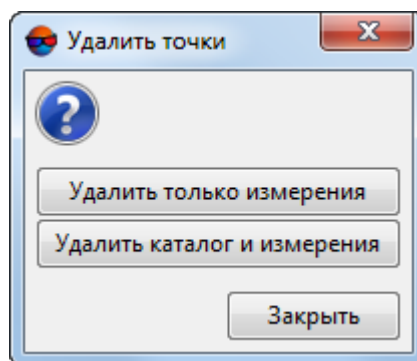 Удалить точки
Удалить только измерения
Удалить каталог и измерения
Закрыть